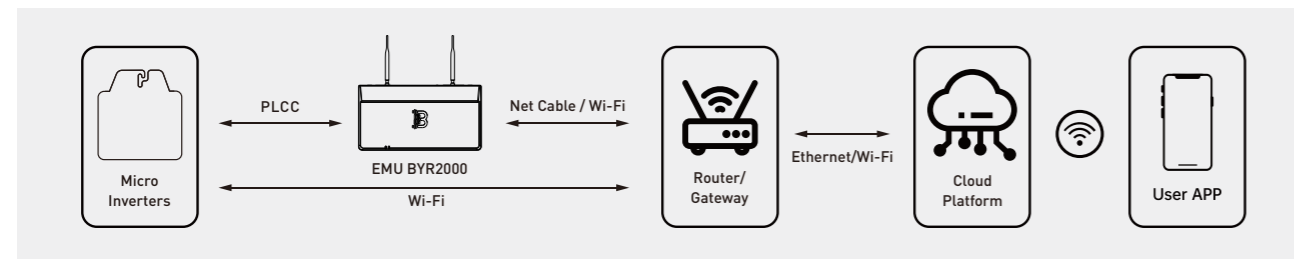 PLCC
Net Cable / Wi-Fi
EMU BYR2000
Wi-Fi
Ethernet/Wi-Fi
Micro
Inverters
Router/
Gateway
Cloud
Platform
User APP
B